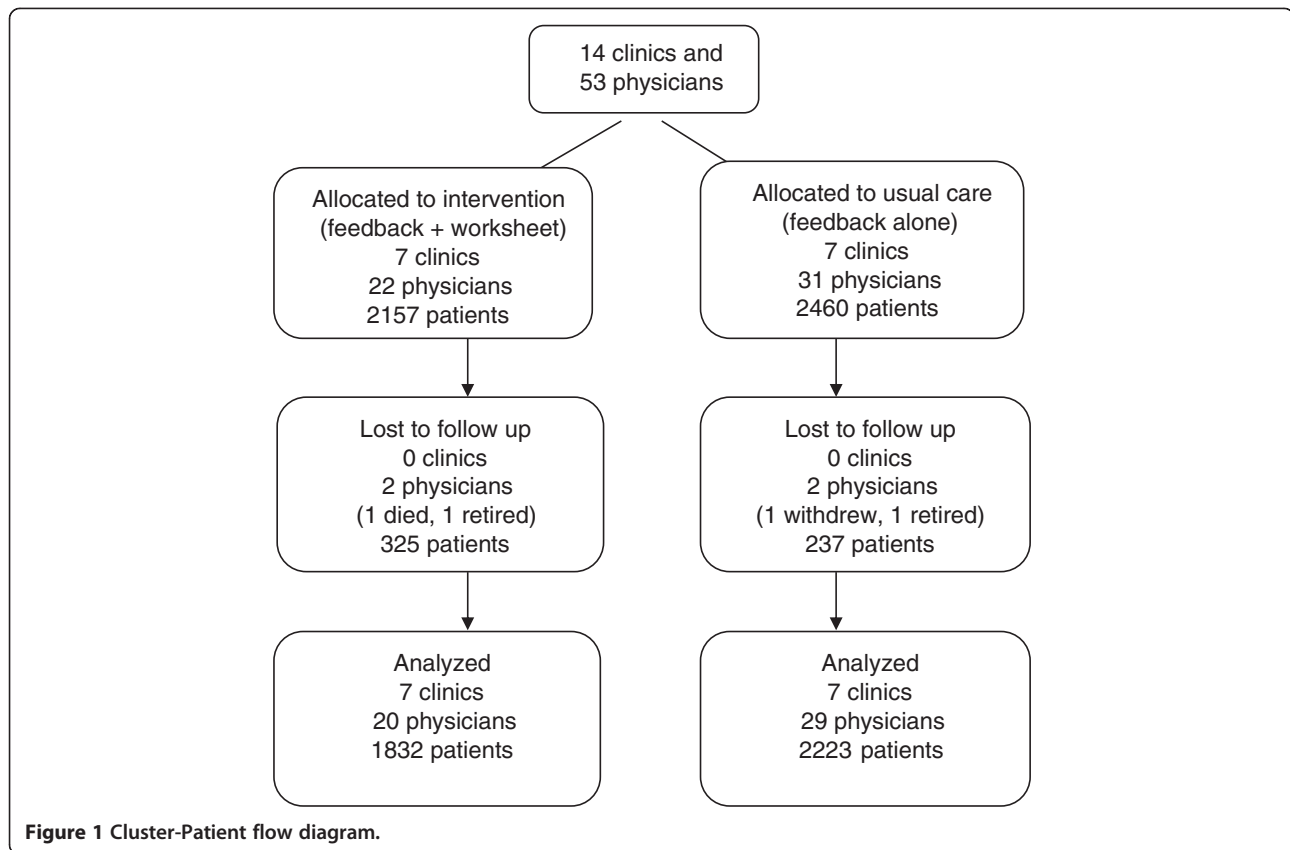 14 clinics and
53 physicians
Allocated to intervention
(feedback + worksheet)
7 clinics
22 physicians
2157 patients
Allocated to usual care
(feedback alone)
7 clinics
31 physicians
2460 patients
Lost to follow up
0 clinics
2 physicians
(1 died, 1 retired)
325 patients
Lost to follow up
0 clinics
2 physicians
(1 withdrew, 1 retired)
237 patients
Analyzed
7 clinics
20 physicians
1832 patients
Analyzed
7 clinics
29 physicians
2223 patients
Figure 1 Cluster-Patient flow diagram.